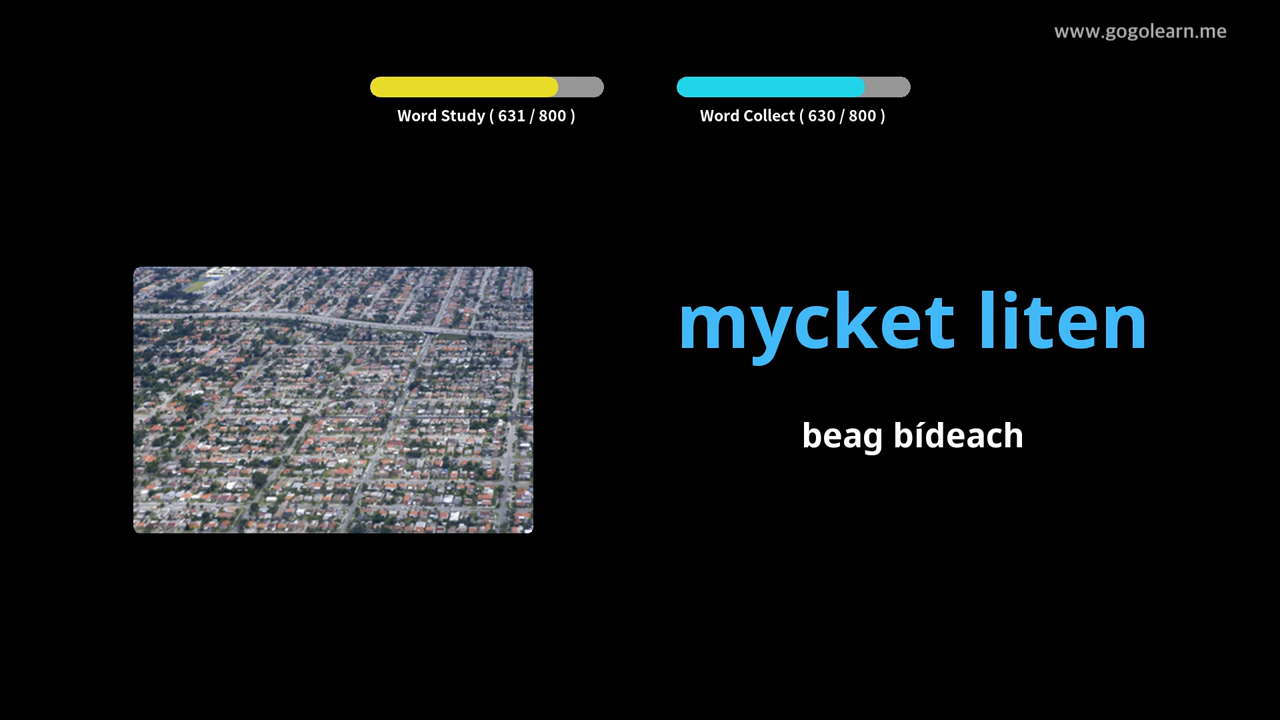 www.gogolearn.me
Word Study ( 631 / 800 )
Word Collect ( 630 / 800 )
mycket liten
beag bídeach